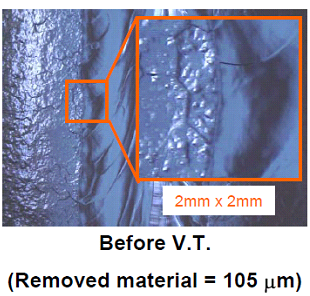 2mm x 2mm
Before V.T.
(Removed material = 105 μm)